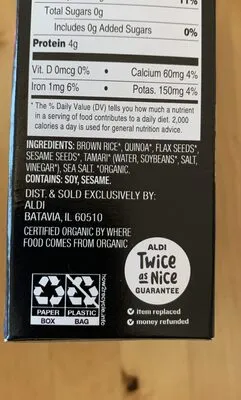 11%
Total Sugars 0g
Includes 0g Added Sugars 0%
Protein 4g
Vit. D 0mcg 0% • Calcium 60mg 4%
Iron 1mg 6% • Potas. 150mg 4%
* The % Daily Value (DV) tells you how much a nutrient
in a serving of food contributes to a daily diet. 2,000
calories a day is used for general nutrition advice.
INGREDIENTS: BROWN RICE*, QUINOA*, FLAX SEEDS*,
SESAME SEEDS*, TAMARI* (WATER, SOYBEANS*, SALT,
VINEGAR*), SEA SALT. *ORGANIC.
CONTAINS: SOY, SESAME.
DIST. & SOLD EXCLUSIVELY BY:
ALDI
BATAVIA, IL 60510
CERTIFIED ORGANIC BY WHERE
FOOD COMES FROM ORGANIC
PAPER
BOX
PLASTIC
BAG
how2recycle.info
ALDI
Twice
as Nice
GUARANTEE
item replaced
money refunded